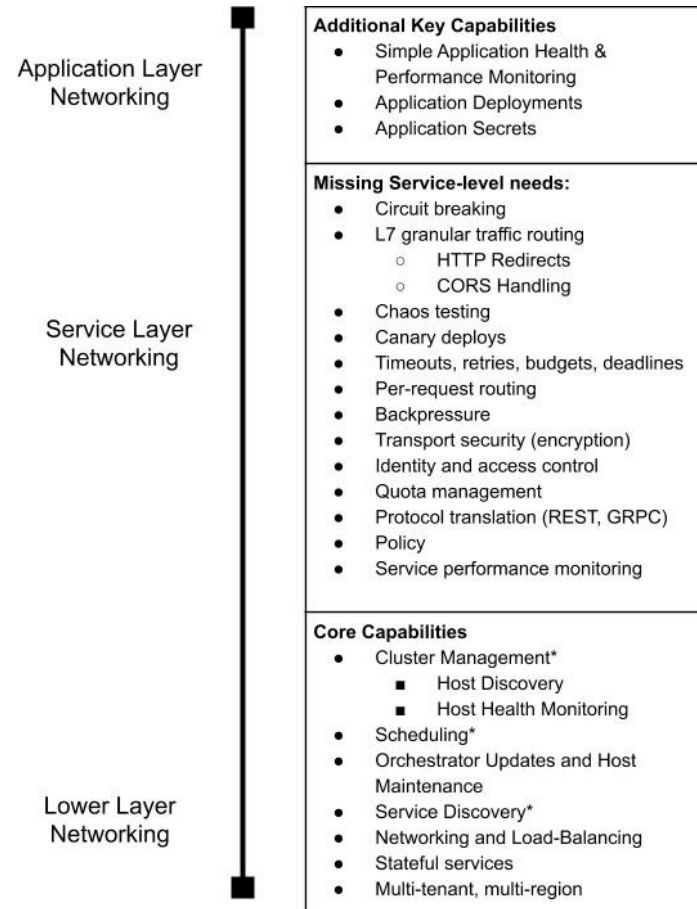 Application Layer
Networking
Additional Key Capabilities
● Simple Application Health &
Performance Monitoring
● Application Deployments
● Application Secrets
Service Layer
Networking
Missing Service-level needs:
● Circuit breaking
● L7 granular traffic routing
○ HTTP Redirects
○ CORS Handling
● Chaos testing
● Canary deploys
● Timeouts, retries, budgets, deadlines
● Per-request routing
● Backpressure
● Transport security (encryption)
● Identity and access control
● Quota management
● Protocol translation (REST, GRPC)
● Policy
● Service performance monitoring
Lower Layer
Networking
Core Capabilities
● Cluster Management*
■ Host Discovery
■ Host Health Monitoring
● Scheduling*
● Orchestrator Updates and Host
Maintenance
● Service Discovery*
● Networking and Load-Balancing
● Stateful services
● Multi-tenant, multi-region